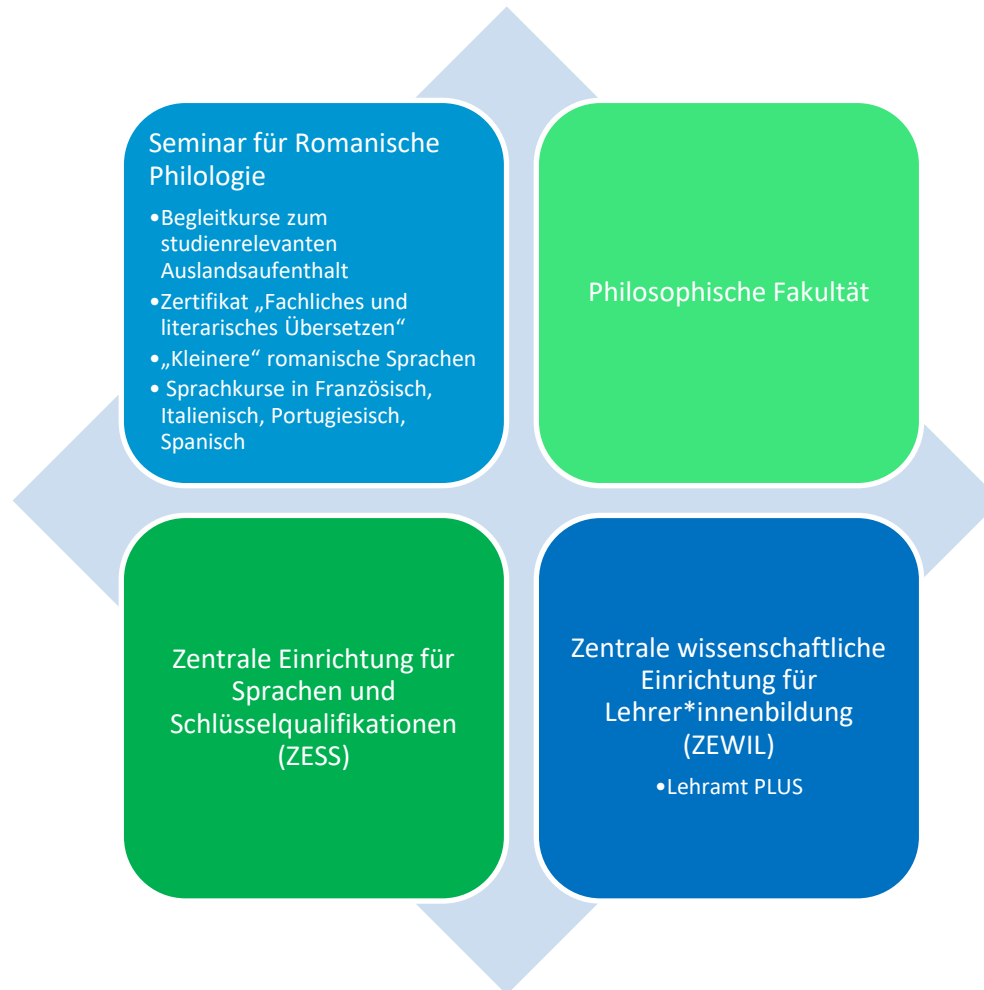 Seminar für Romanische
Philologie
•Begleitkurse zum
studienrelevanten
Auslandsaufenthalt
•Zertifikat „Fachliches und
literarisches Übersetzen“
•„Kleinere“ romanische Sprachen
• Sprachkurse in Französisch,
Italienisch, Portugiesisch,
Spanisch
Philosophische Fakultät
Zentrale Einrichtung für
Sprachen und
Schlüsselqualifikationen
(ZESS)
Zentrale wissenschaftliche
Einrichtung für
Lehrer*innenbildung
(ZEWIL)
•Lehramt PLUS